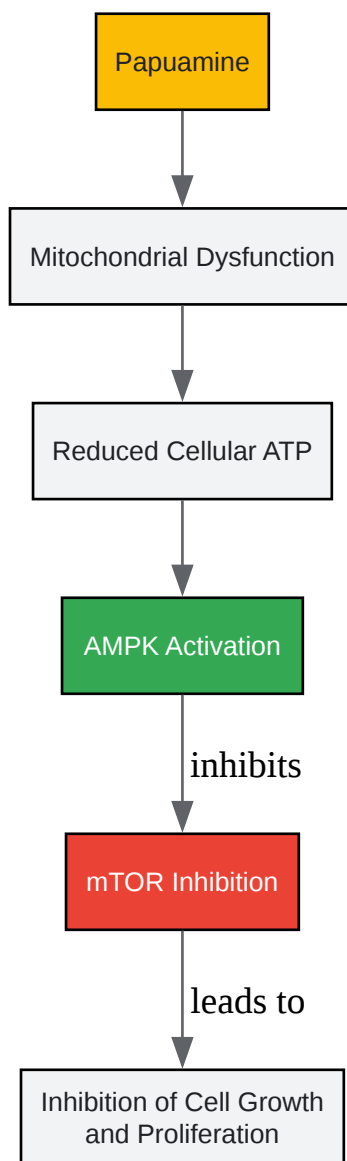 Papuamine
Mitochondrial Dysfunction
Reduced Cellular ATP
AMPK Activation
inhibits
mTOR Inhibition
leads to
Inhibition of Cell Growth
and Proliferation